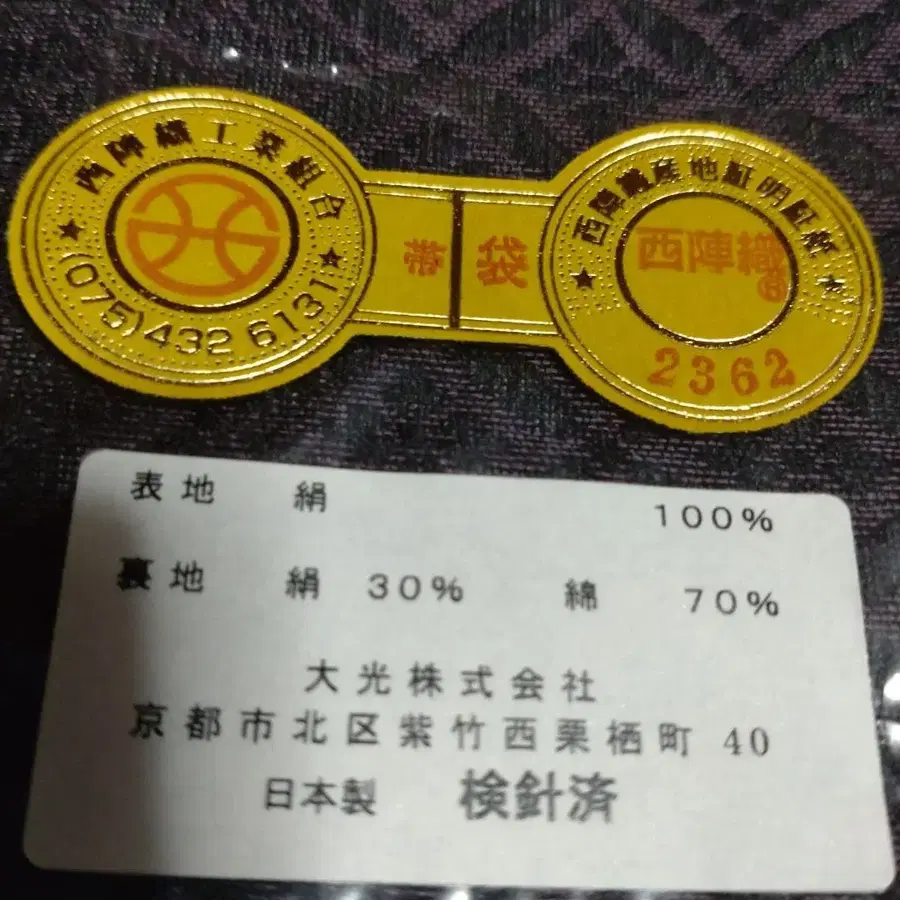 西陣織工業組合
★ ★
(075)432 6131
帯 袋
西陣織産地証明証紙
★ ★
西陣織
2362
表地 絹 100%
裏地 絹 30% 綿 70%
大光株式会社
京都市北区紫竹西栗栖町 40
日本製 検針済